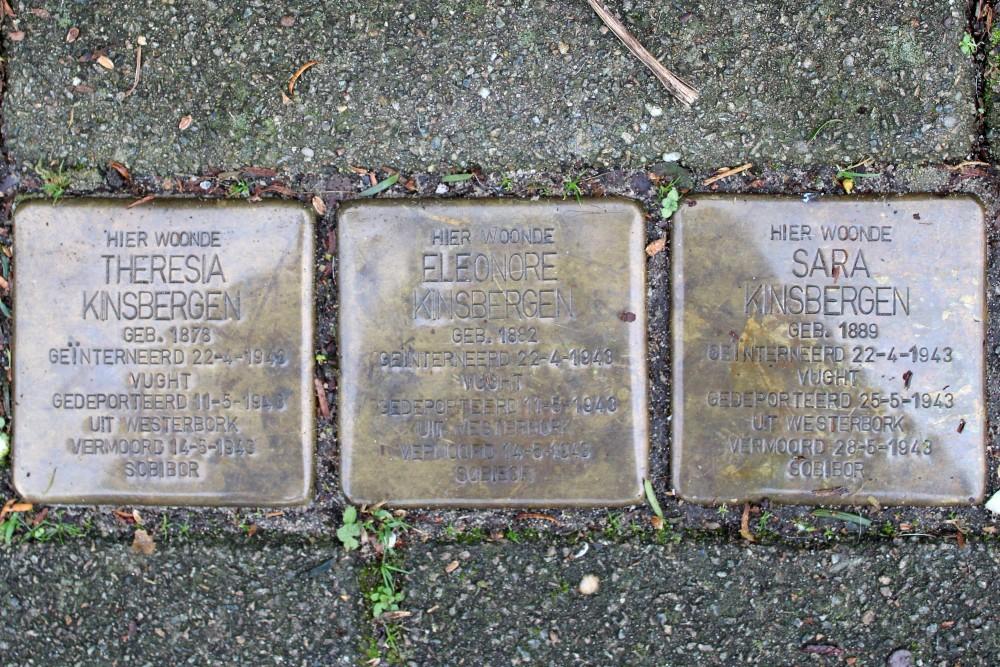 HIER WOONDE
THERESIA
KINSBERGEN
GEB. 1878
GEÏNTERNEERD 22-4-1943
VUGHT
GEDEPORTEERD 11-5-1943
UIT WESTERBORK
VERMOORD 14-5-1943
SOBIBOR
HIER WOONDE
ELEONORE
KINSBERGEN
GEB. 1882
GEÏNTERNEERD 22-4-1943
VUGHT
GEDEPORTEERD 11-5-1943
UIT WESTERBORK
VERMOORD 14-5-1943
SOBIBOR
HIER WOONDE
SARA
KINSBERGEN
GEB. 1889
GEÏNTERNEERD 22-4-1943
VUGHT
GEDEPORTEERD 25-5-1943
UIT WESTERBORK
VERMOORD 28-5-1943
SOBIBOR